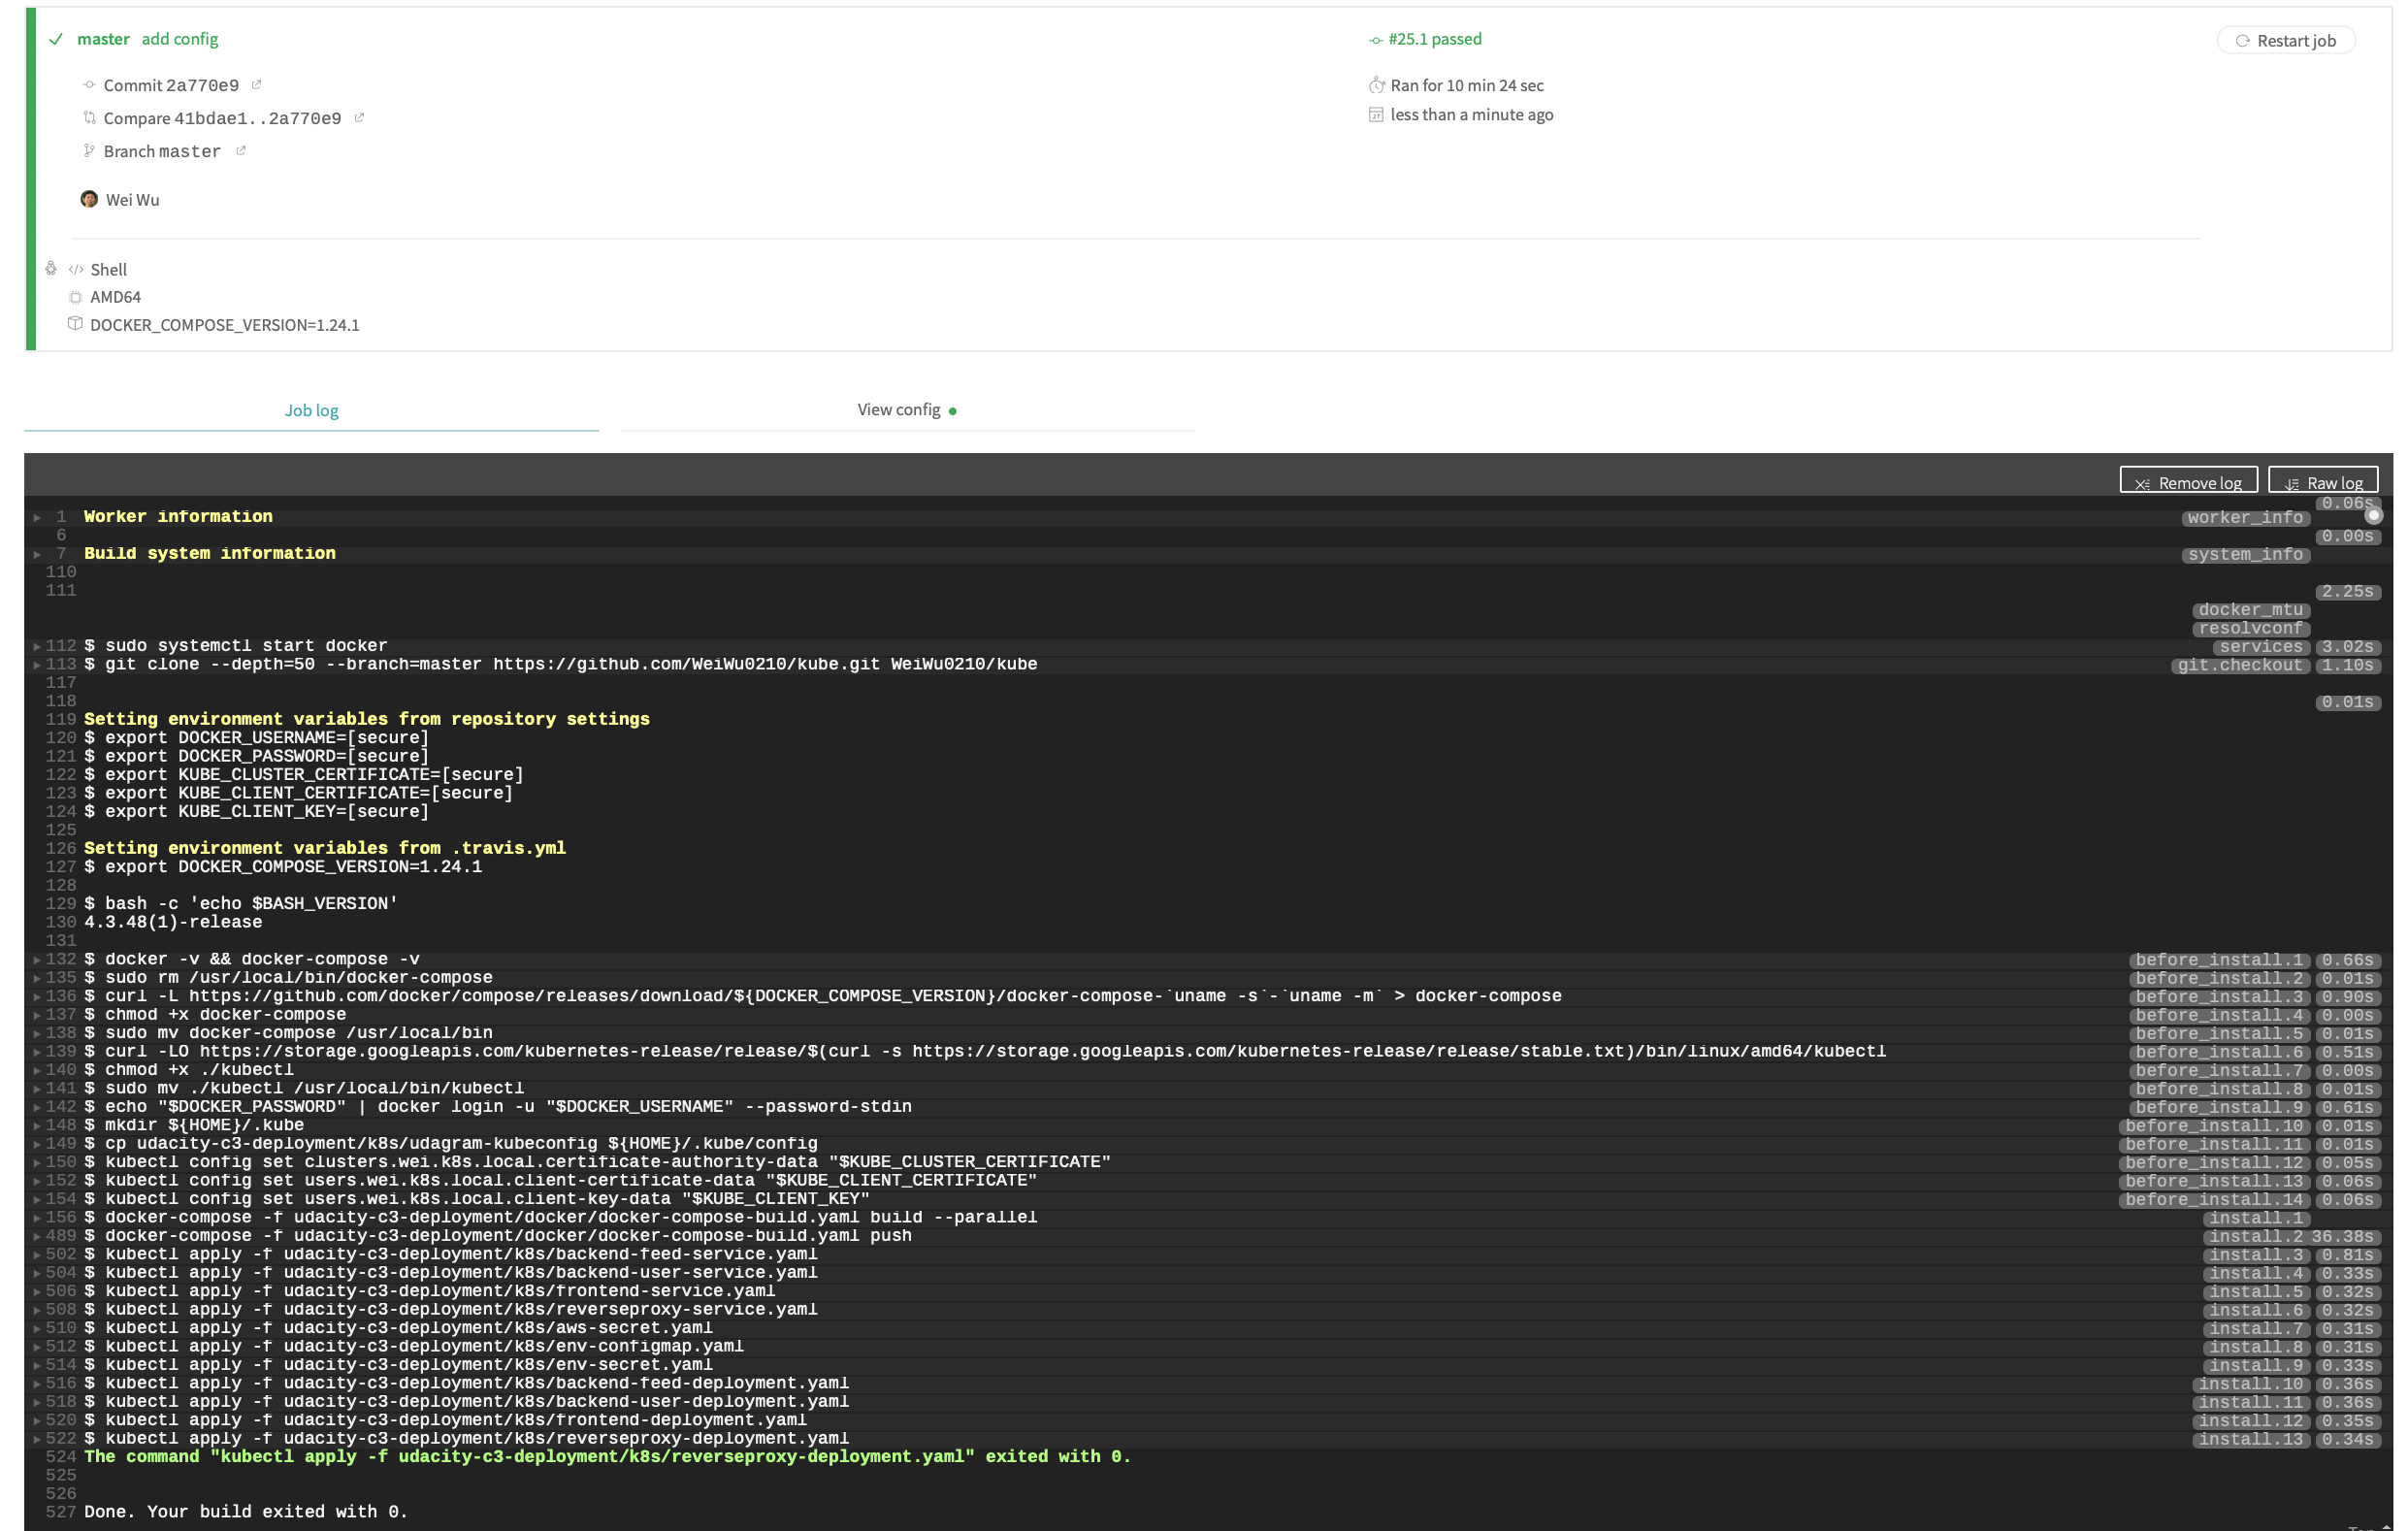 master add config
#25.1 passed
Restart job
Commit 2a770e9
Ran for 10 min 24 sec
Compare 41bdae1..2a770e9
less than a minute ago
Branch master
Wei Wu
</> Shell
AMD64
DOCKER_COMPOSE_VERSION=1.24.1
Job log
View config
Remove log
Raw log
0.06s
1 Worker information worker_info
6 0.00s
7 Build system information system_info
110
111 2.25s
docker_mtu
resolvconf
112 $ sudo systemctl start docker services 3.02s
113 $ git clone --depth=50 --branch=master https://github.com/WeiWu0210/kube.git WeiWu0210/kube git.checkout 1.10s
117
118 0.01s
119 Setting environment variables from repository settings
120 $ export DOCKER_USERNAME=[secure]
121 $ export DOCKER_PASSWORD=[secure]
122 $ export KUBE_CLUSTER_CERTIFICATE=[secure]
123 $ export KUBE_CLIENT_CERTIFICATE=[secure]
124 $ export KUBE_CLIENT_KEY=[secure]
125
126 Setting environment variables from .travis.yml
127 $ export DOCKER_COMPOSE_VERSION=1.24.1
128
129 $ bash -c 'echo $BASH_VERSION'
130 4.3.48(1)-release
131
132 $ docker -v && docker-compose -v before_install.1 0.66s
135 $ sudo rm /usr/local/bin/docker-compose before_install.2 0.01s
136 $ curl -L https://github.com/docker/compose/releases/download/${DOCKER_COMPOSE_VERSION}/docker-compose-`uname -s`-`uname -m` > docker-compose before_install.3 0.90s
137 $ chmod +x docker-compose before_install.4 0.00s
138 $ sudo mv docker-compose /usr/local/bin before_install.5 0.01s
139 $ curl -LO https://storage.googleapis.com/kubernetes-release/release/$(curl -s https://storage.googleapis.com/kubernetes-release/release/stable.txt)/bin/linux/amd64/kubectl before_install.6 0.51s
140 $ chmod +x ./kubectl before_install.7 0.00s
141 $ sudo mv ./kubectl /usr/local/bin/kubectl before_install.8 0.01s
142 $ echo "$DOCKER_PASSWORD" | docker login -u "$DOCKER_USERNAME" --password-stdin before_install.9 0.61s
148 $ mkdir ${HOME}/.kube before_install.10 0.01s
149 $ cp udacity-c3-deployment/k8s/udagram-kubeconfig ${HOME}/.kube/config before_install.11 0.01s
150 $ kubectl config set clusters.wei.k8s.local.certificate-authority-data "$KUBE_CLUSTER_CERTIFICATE" before_install.12 0.05s
152 $ kubectl config set users.wei.k8s.local.client-certificate-data "$KUBE_CLIENT_CERTIFICATE" before_install.13 0.06s
154 $ kubectl config set users.wei.k8s.local.client-key-data "$KUBE_CLIENT_KEY" before_install.14 0.06s
156 $ docker-compose -f udacity-c3-deployment/docker/docker-compose-build.yaml build --parallel install.1
489 $ docker-compose -f udacity-c3-deployment/docker/docker-compose-build.yaml push install.2 36.38s
502 $ kubectl apply -f udacity-c3-deployment/k8s/backend-feed-service.yaml install.3 0.81s
504 $ kubectl apply -f udacity-c3-deployment/k8s/backend-user-service.yaml install.4 0.33s
506 $ kubectl apply -f udacity-c3-deployment/k8s/frontend-service.yaml install.5 0.32s
508 $ kubectl apply -f udacity-c3-deployment/k8s/reverseproxy-service.yaml install.6 0.32s
510 $ kubectl apply -f udacity-c3-deployment/k8s/aws-secret.yaml install.7 0.31s
512 $ kubectl apply -f udacity-c3-deployment/k8s/env-configmap.yaml install.8 0.31s
514 $ kubectl apply -f udacity-c3-deployment/k8s/env-secret.yaml install.9 0.33s
516 $ kubectl apply -f udacity-c3-deployment/k8s/backend-feed-deployment.yaml install.10 0.36s
518 $ kubectl apply -f udacity-c3-deployment/k8s/backend-user-deployment.yaml install.11 0.36s
520 $ kubectl apply -f udacity-c3-deployment/k8s/frontend-deployment.yaml install.12 0.35s
522 $ kubectl apply -f udacity-c3-deployment/k8s/reverseproxy-deployment.yaml install.13 0.34s
524 The command "kubectl apply -f udacity-c3-deployment/k8s/reverseproxy-deployment.yaml" exited with 0.
525
526
527 Done. Your build exited with 0.